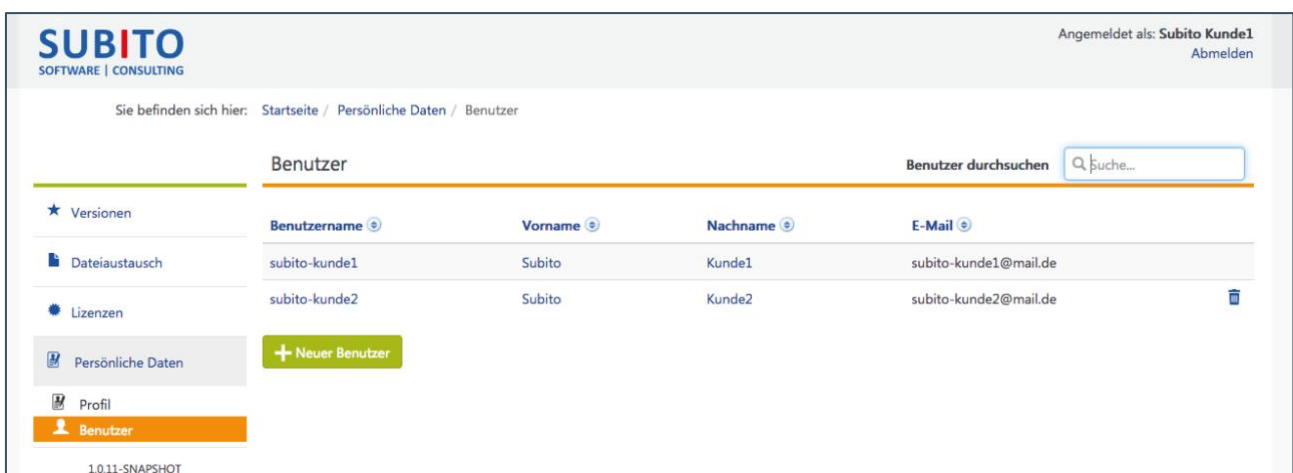 SUBITO
SOFTWARE | CONSULTING
Angemeldet als: Subito Kunde1
Abmelden
Sie befinden sich hier: Startseite / Persönliche Daten / Benutzer
Benutzer
Benutzer durchsuchen
Suche...
Versionen
Dateiaustausch
Lizenzen
Persönliche Daten
Profil
Benutzer
1.0.11-SNAPSHOT
Benutzername Vorname Nachname E-Mail
subito-kunde1 Subito Kunde1 subito-kunde1@mail.de
subito-kunde2 Subito Kunde2 subito-kunde2@mail.de
Neuer Benutzer